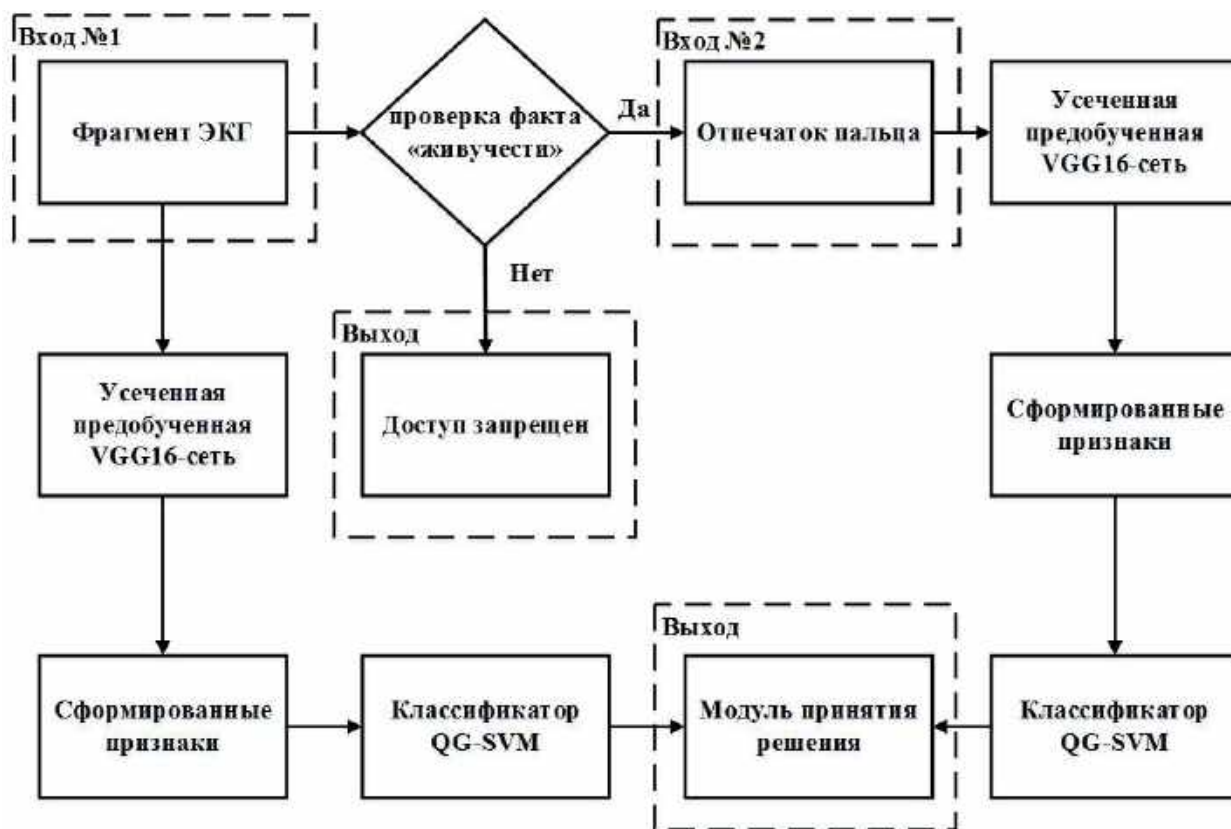 Вход №1
Фрагмент ЭКГ
проверка факта
«живучести»
Да
Вход №2
Отпечаток пальца
Усеченная
предобученная
VGG16-сеть
Нет
Выход
Доступ запрещен
Усеченная
предобученная
VGG16-сеть
Сформированные
признаки
Сформированные
признаки
Классификатор
QG-SVM
Выход
Модуль принятия
решения
Классификатор
QG-SVM